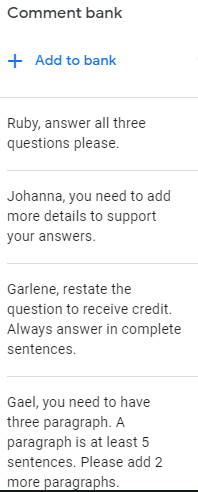 Comment bank
+ Add to bank
Ruby, answer all three
questions please.
Johanna, you need to add
more details to support
your answers.
Garlene, restate the
question to receive credit.
Always answer in complete
sentences.
Gael, you need to have
three paragraph. A
paragraph is at least 5
sentences. Please add 2
more paragraphs.